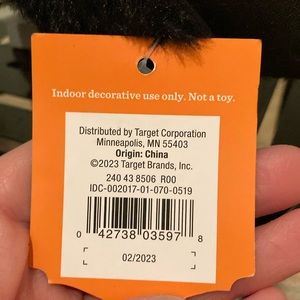 Indoor decorative use only. Not a toy.
Distributed by Target Corporation
Minneapolis, MN 55403
Origin: China
©2023 Target Brands, Inc.
240 43 8506 R00
IDC-002017-01-070-0519
0 42738 03597 8
02/2023